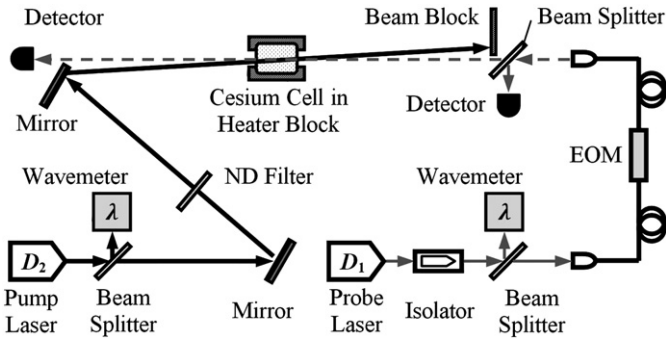 Detector
Beam Block
Beam Splitter
Mirror
Cesium Cell in
Heater Block
Detector
ND Filter
EOM
Wavemeter
λ
Wavemeter
λ
D₂
D₁
Pump
Laser
Beam
Splitter
Mirror
Probe
Laser
Isolator
Beam
Splitter